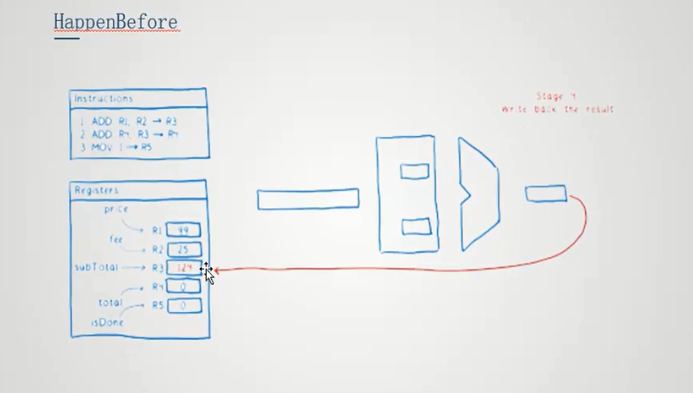 HappenBefore
Instructions
1 ADD R1, R2 → R3
2 ADD R4, R3 → R4
3 MOV 1 → R5
Stage 4
Write back the result
Registers
price
R1 99
fee
R2 25
subTotal R3 124
R4 0
total
R5 0
isDone